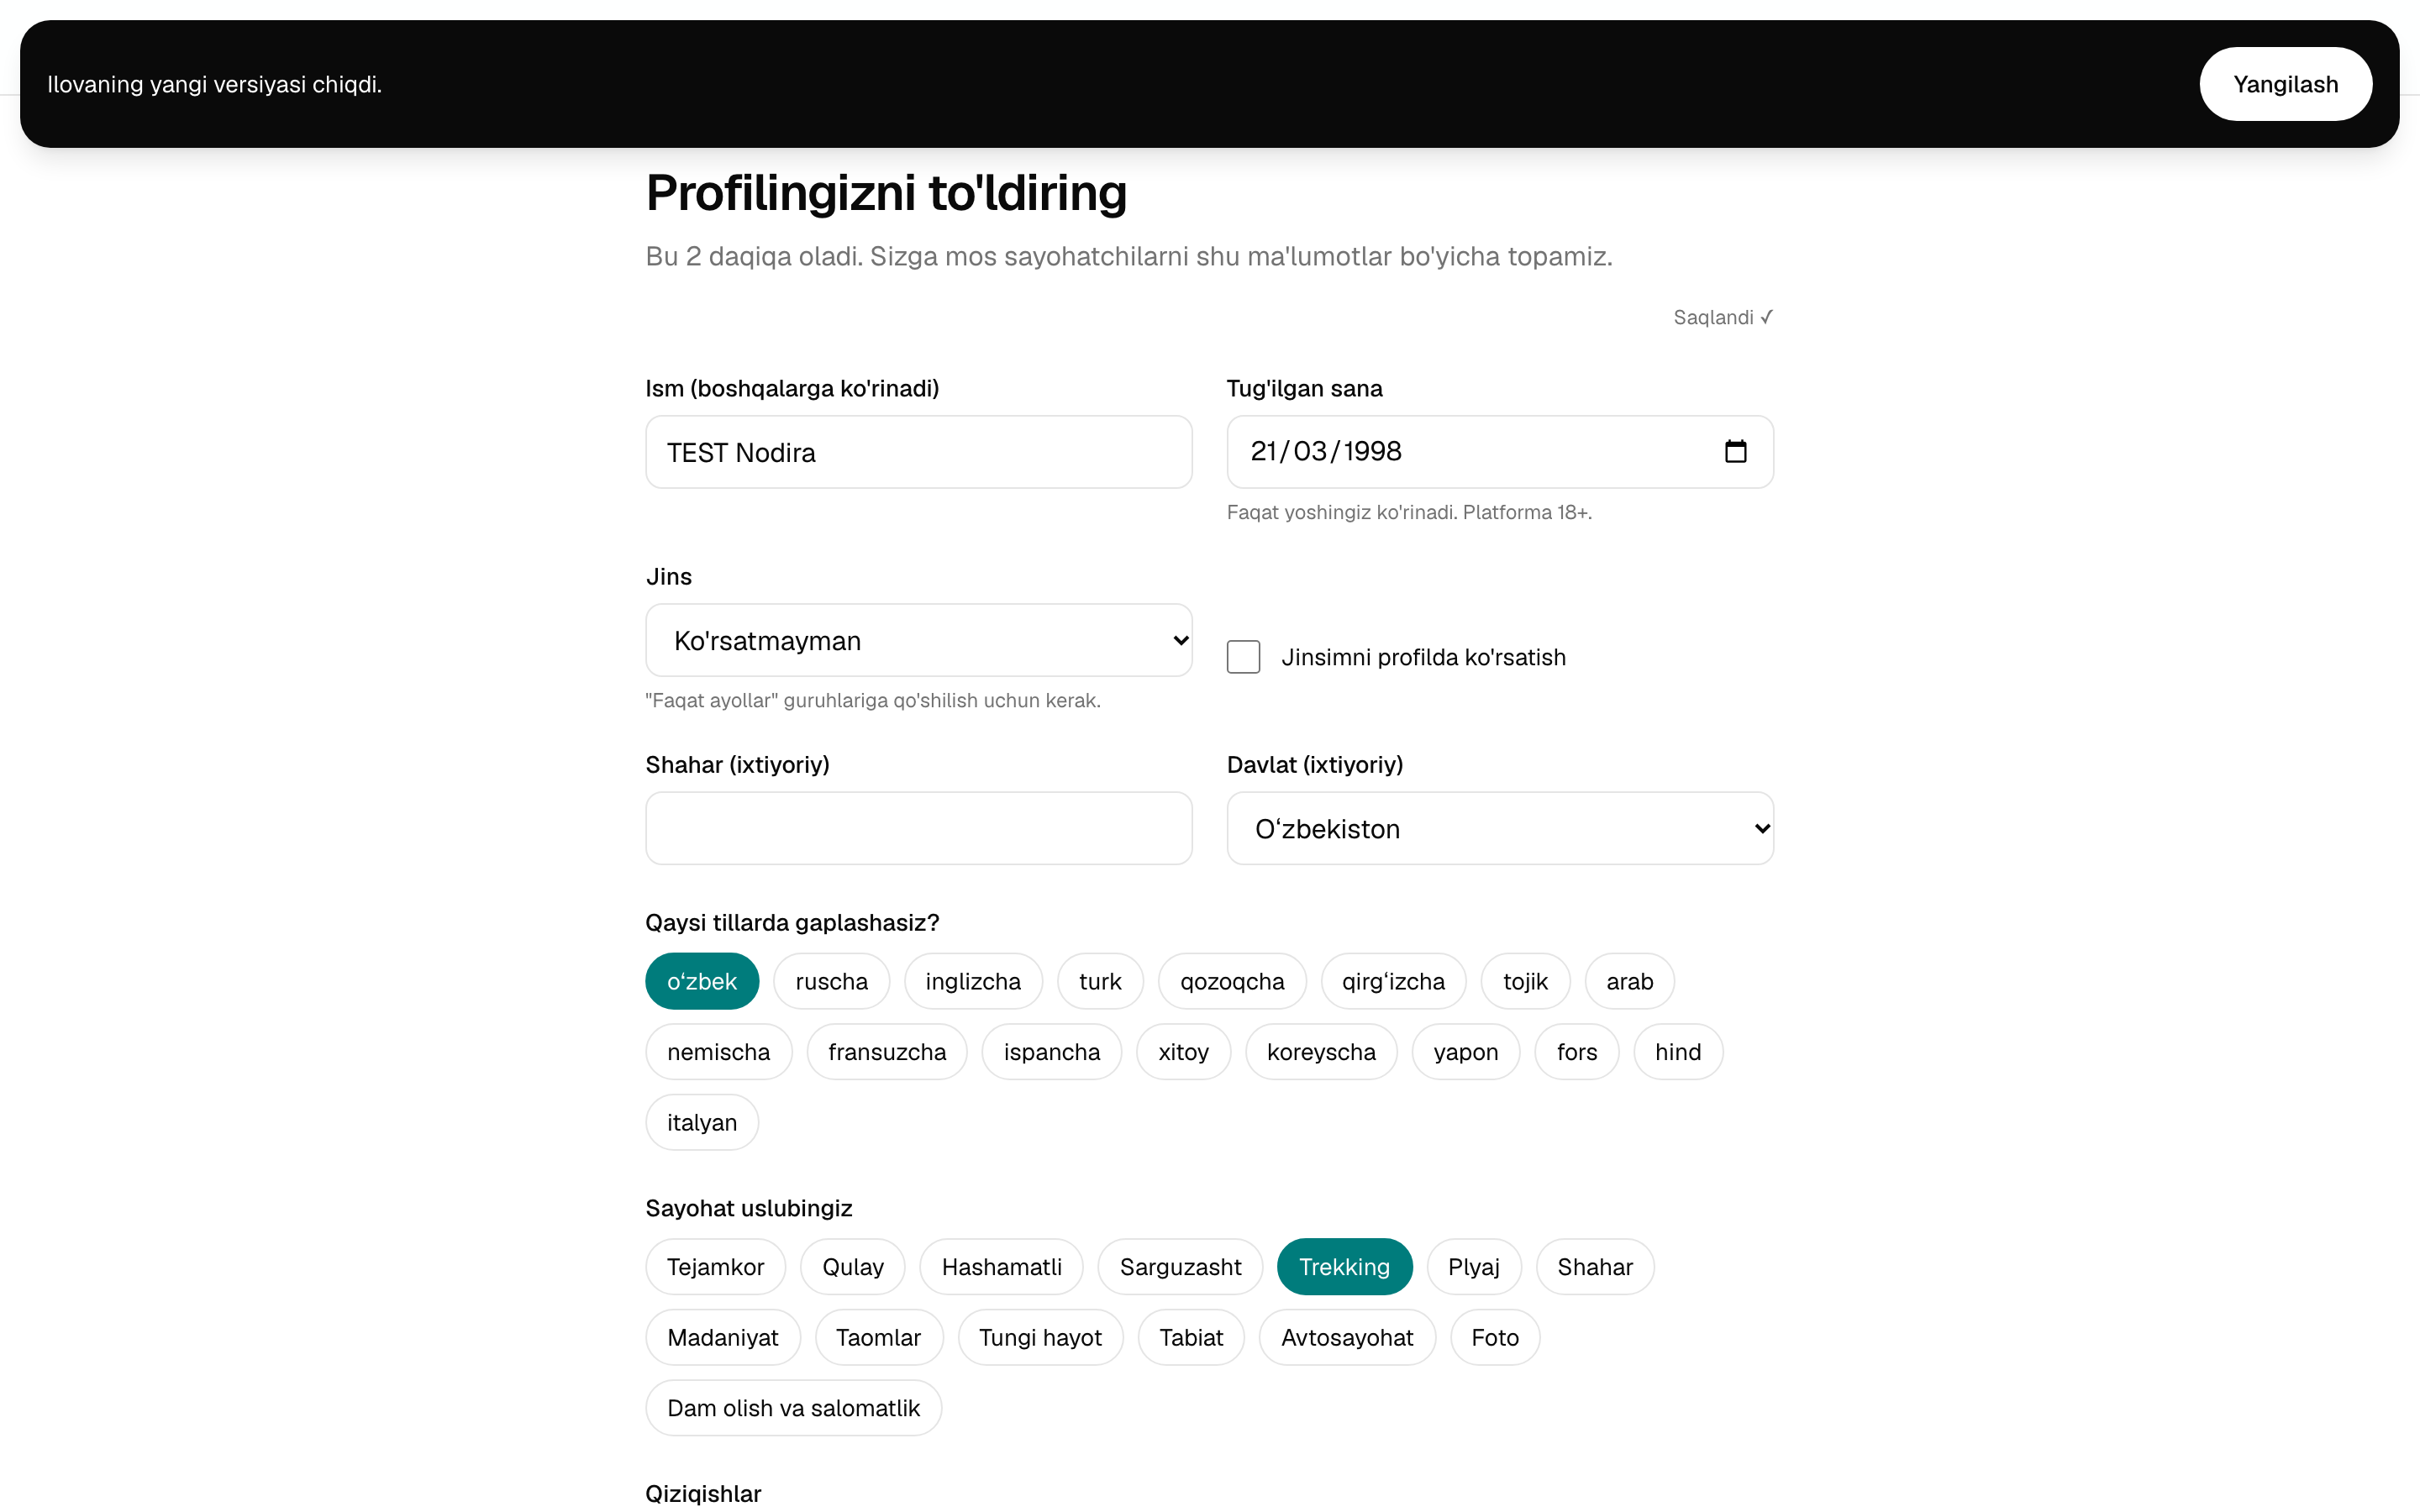 Ilovaning yangi versiyasi chiqdi.
Yangilash
Profilingizni to'ldiring
Bu 2 daqiqa oladi. Sizga mos sayohatchilarni shu ma'lumotlar bo'yicha topamiz.
Saqlandi ✓
Ism (boshqalarga ko'rinadi)
Tug'ilgan sana
TEST Nodira
21/03/1998
Faqat yoshingiz ko'rinadi. Platforma 18+.
Jins
Ko'rsatmayman
Jinsimni profilda ko'rsatish
"Faqat ayollar" guruhlariga qo'shilish uchun kerak.
Shahar (ixtiyoriy)
Davlat (ixtiyoriy)
Oʻzbekiston
Qaysi tillarda gaplashasiz?
oʻzbek ruscha inglizcha turk qozoqcha qirgʻizcha tojik arab
nemischa fransuzcha ispancha xitoy koreyscha yapon fors hind
italyan
Sayohat uslubingiz
Tejamkor Qulay Hashamatli Sarguzasht Trekking Plyaj Shahar
Madaniyat Taomlar Tungi hayot Tabiat Avtosayohat Foto
Dam olish va salomatlik
Qiziqishlar